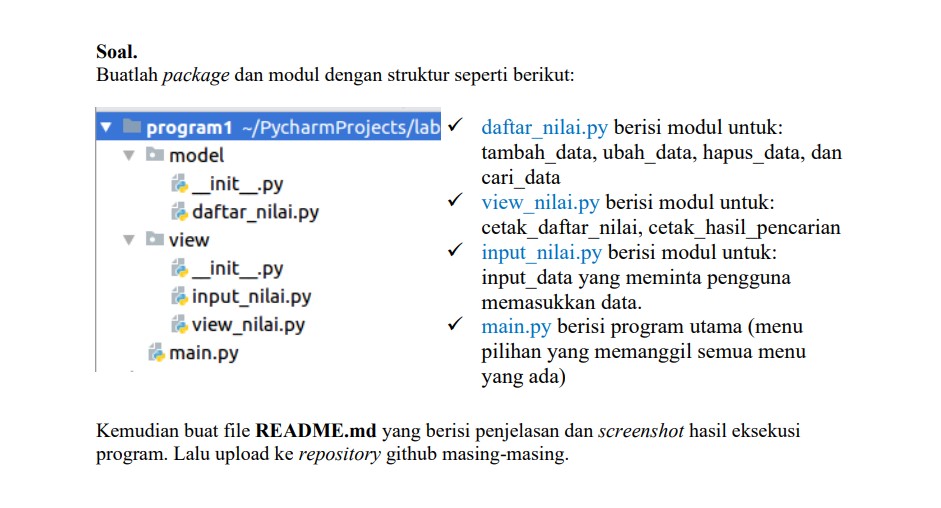 Soal.
Buatlah package dan modul dengan struktur seperti berikut:
program1 ~/PycharmProjects/lab
model
__init__.py
daftar_nilai.py
view
__init__.py
input_nilai.py
view_nilai.py
main.py
✓ daftar_nilai.py berisi modul untuk:
tambah_data, ubah_data, hapus_data, dan
cari_data
✓ view_nilai.py berisi modul untuk:
cetak_daftar_nilai, cetak_hasil_pencarian
✓ input_nilai.py berisi modul untuk:
input_data yang meminta pengguna
memasukkan data.
✓ main.py berisi program utama (menu
pilihan yang memanggil semua menu
yang ada)
Kemudian buat file README.md yang berisi penjelasan dan screenshot hasil eksekusi
program. Lalu upload ke repository github masing-masing.